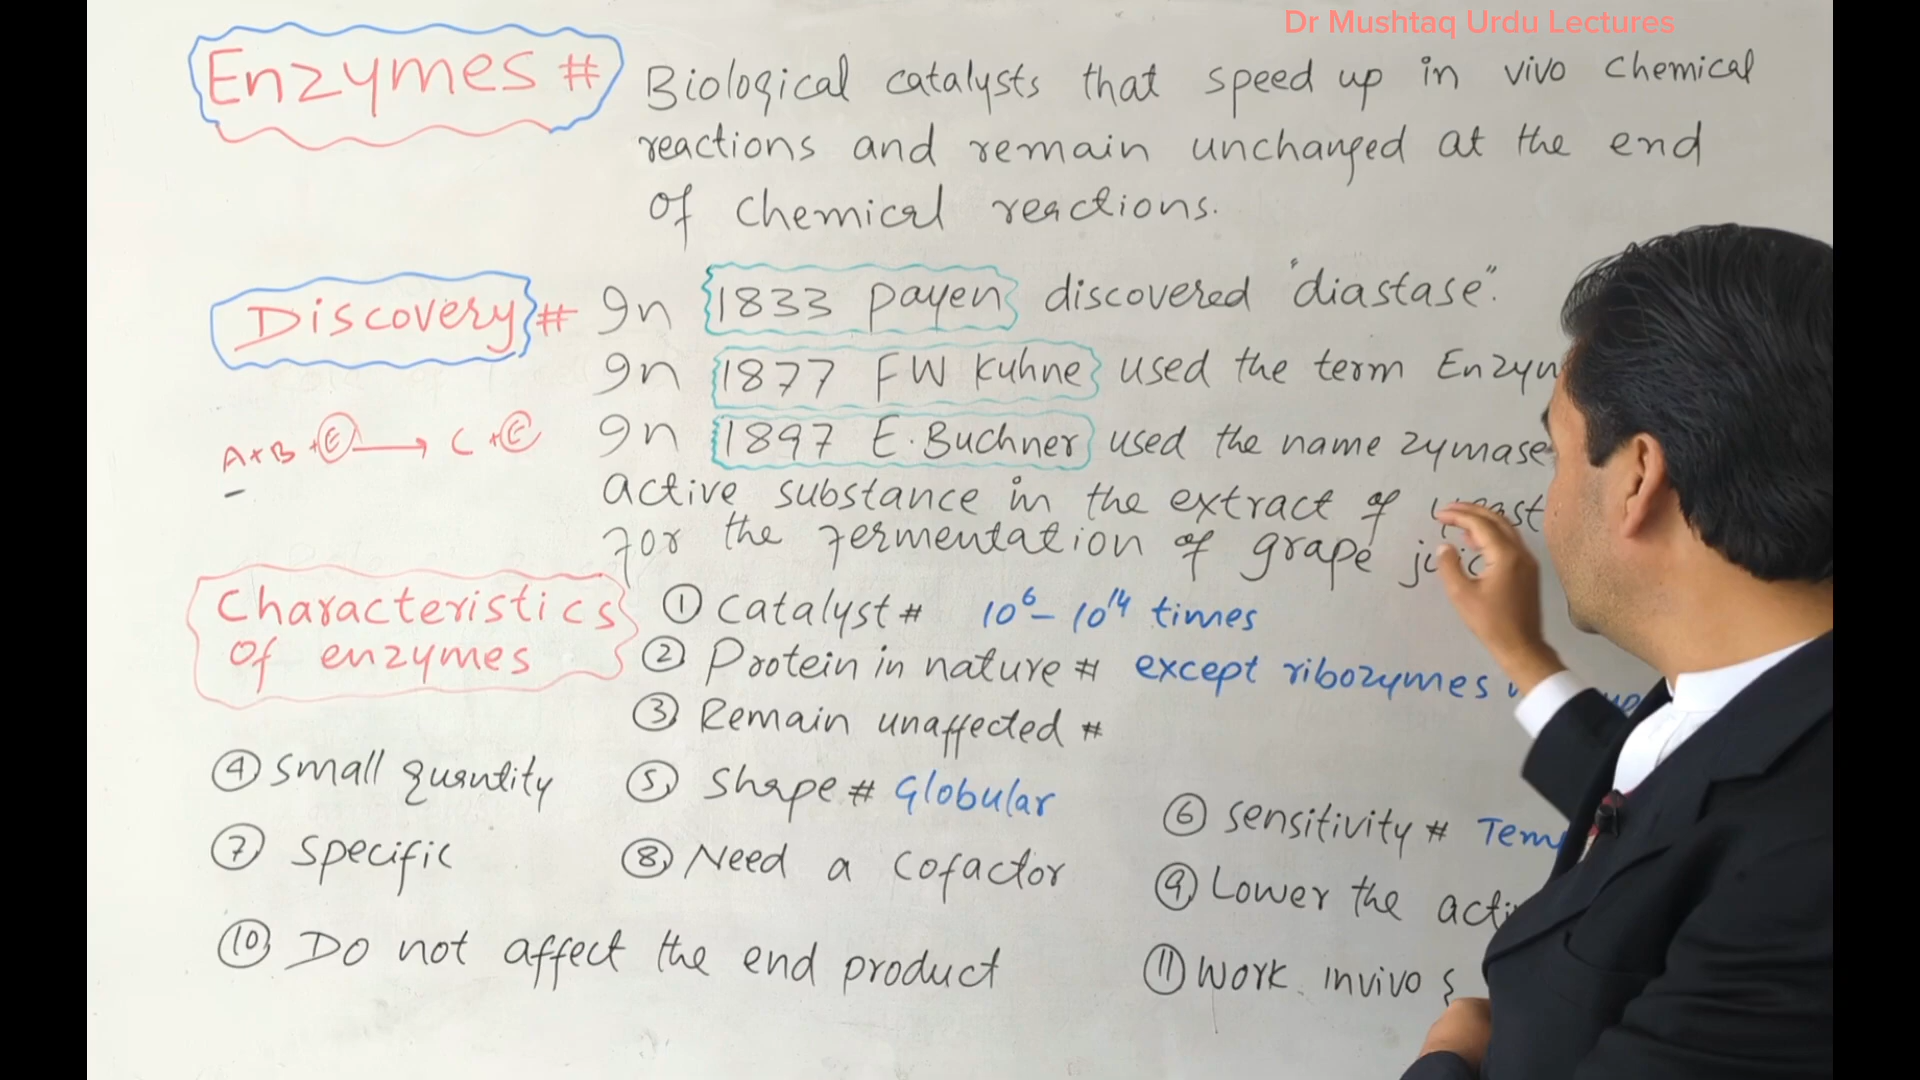 Dr Mushtaq Urdu Lectures
Enzymes # Biological catalysts that speed up in vivo chemical
reactions and remain unchanged at the end
of chemical reactions.
Discovery # In 1833 Payen discovered "diastase".
In 1877 FW Kuhne used the term
In 1897 E. Buchner used the name zymase
A + B + E → C + E
active substance in the extract of yeast
for the fermentation of grape
Characteristics
of enzymes
① Catalyst # 10⁶ – 10¹⁴ times
② Protein in nature # except ribozymes
③ Remain unaffected #
④ Small quantity ⑤ Shape # Globular ⑥ Sensitivity #
⑦ Specific ⑧ Need a cofactor ⑨ Lower the
⑩ Do not affect the end product ⑪ Work invivo